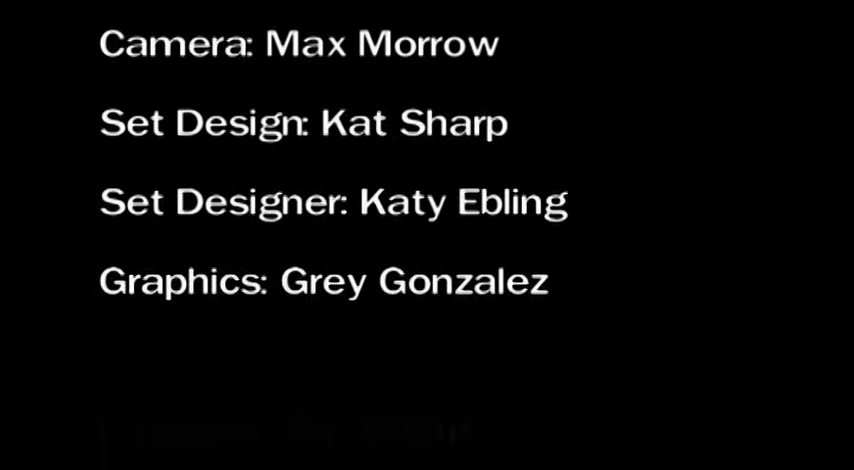 Camera: Max Morrow
Set Design: Kat Sharp
Set Designer: Katy Ebling
Graphics: Grey Gonzalez